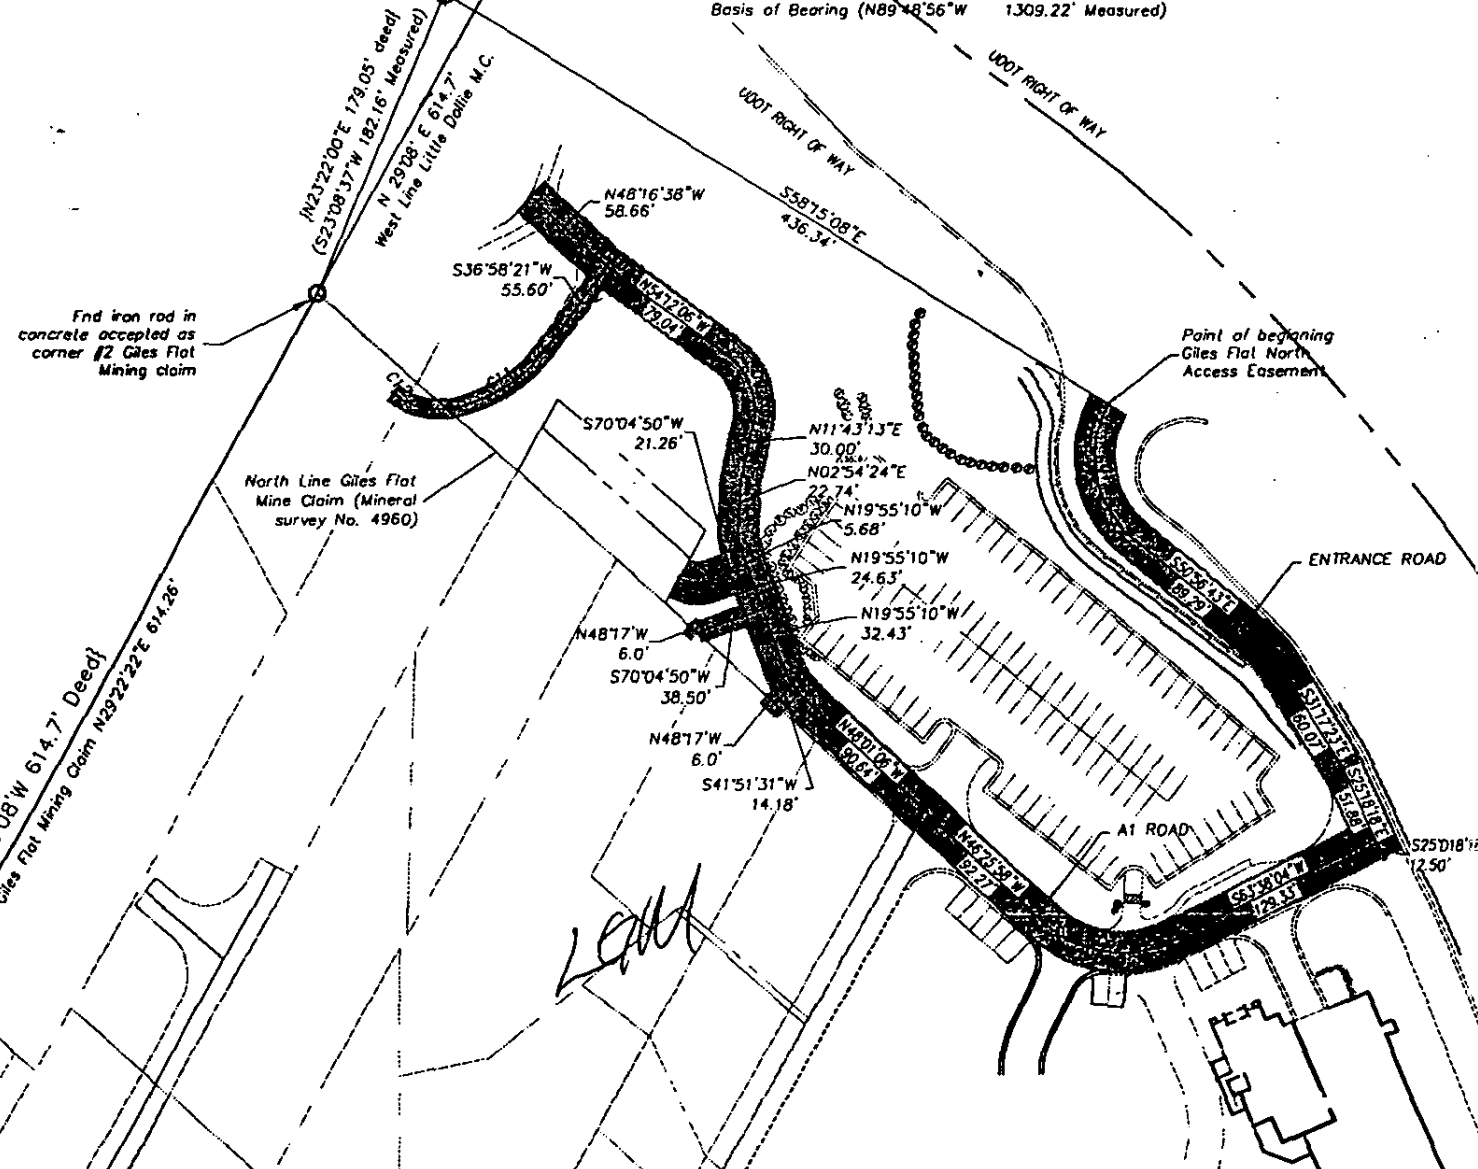 Basis of Bearing (N89°48'56"W 1309.22' Measured)
{N23°22'00"E 179.05' deed}
(S23°08'37"W 182.16' Measured)
N 29°08' E 614.7'
West Line Little Dollie M.C.
UDOT RIGHT OF WAY
UDOT RIGHT OF WAY
S58°15'08"E
436.34'
N48°16'38"W
58.66'
S36°58'21"W
55.60'
N54°12'06"W
79.04'
Fnd iron rod in
concrete accepted as
corner #2 Giles Flat
Mining claim
Point of beginning
Giles Flat North
Access Easement
S70°04'50"W
21.26'
N11°43'13"E
30.00'
N02°54'24"E
22.74'
N19°55'10"W
5.68'
N19°55'10"W
24.63'
N19°55'10"W
32.43'
North Line Giles Flat
Mine Claim (Mineral
survey No. 4960)
ENTRANCE ROAD
S50°56'43"E
89.29'
N48°17'W
6.0'
S70°04'50"W
38.50'
N48°17'W
6.0'
S41°51'31"W
14.18'
N48°01'06"W
90.64'
S31°17'23"E
60.07'
S25°18'18"E
51.88'
A1 ROAD
N46°25'58"W
92.27'
S63°38'04"W
129.33'
S25°D18'18
12.50'
08'W 614.7' Deed}
Giles Flat Mining Claim N29°22'22"E 614.26'